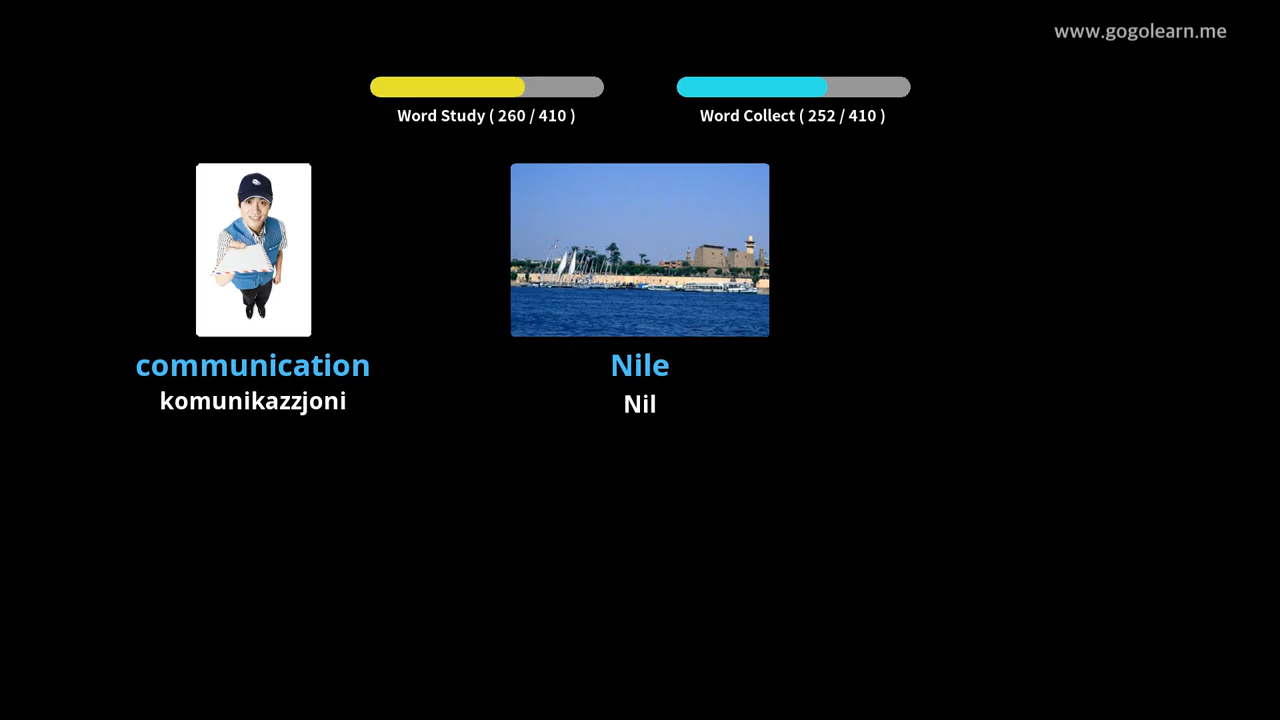 www.gogolearn.me
Word Study ( 260 / 410 )
Word Collect ( 252 / 410 )
communication
komunikazzjoni
Nile
Nil